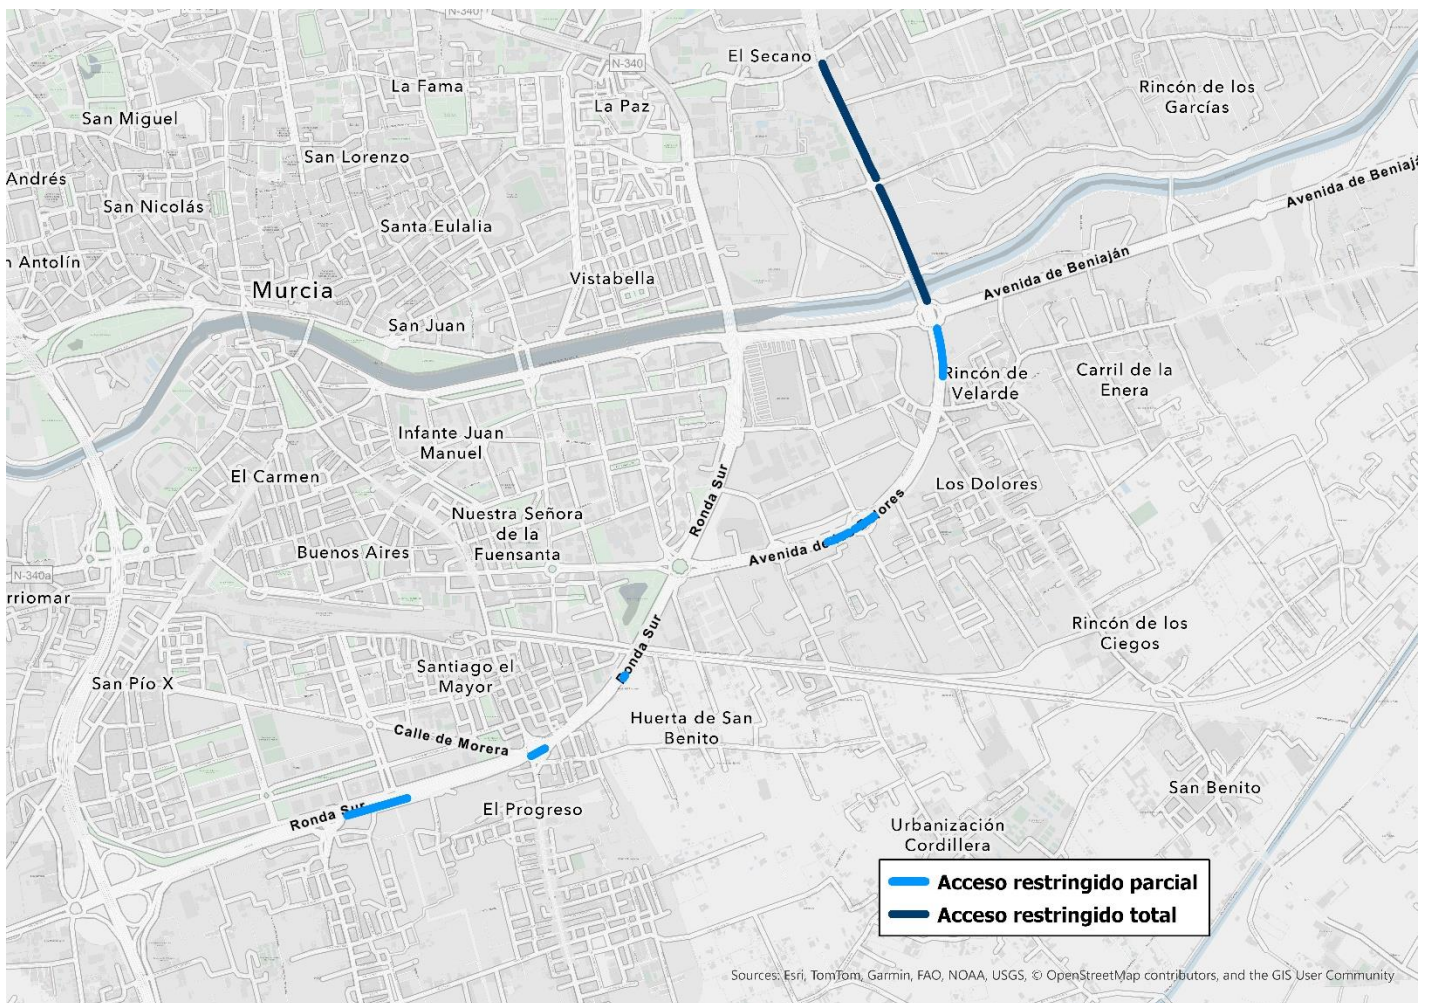 N-340
El Secano
N-340
La Fama
Rincón de los
Garcías
La Paz
San Miguel
San Lorenzo
Andrés
Avenida de Beniajá
San Nicolás
Santa Eulalia
n Antolín
Avenida de Beniaján
Vistabella
Murcia
San Juan
Rincón de
Velarde
Carril de la
Enera
Infante Juan
Manuel
El Carmen
Ronda Sur
Los Dolores
Nuestra Señora
de la
Fuensanta
Buenos Aires
Avenida de los Dolores
N-340a
rriomar
Rincón de los
Ciegos
Ronda Sur
Santiago el
Mayor
San Pío X
Huerta de San
Benito
Calle de Morera
San Benito
Ronda Sur
El Progreso
Urbanización
Cordillera
Acceso restringido parcial
Acceso restringido total
Sources: Esri, TomTom, Garmin, FAO, NOAA, USGS, © OpenStreetMap contributors, and the GIS User Community